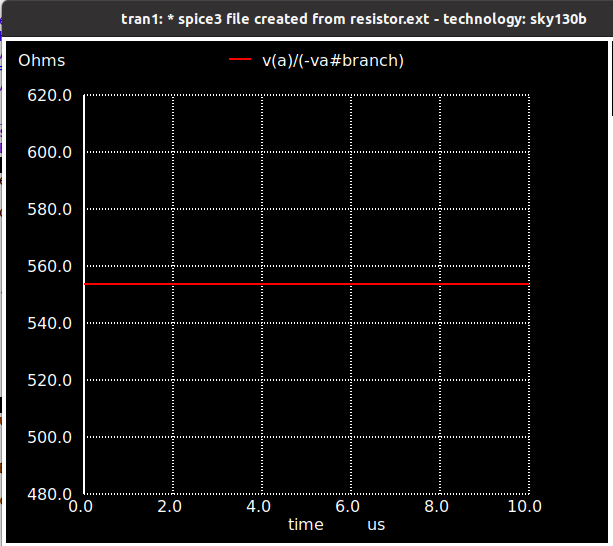 tran1: * spice3 file created from resistor.ext - technology: sky130b
Ohms
v(a)/(-va#branch)
620.0
600.0
580.0
560.0
540.0
520.0
500.0
480.0
0.0 2.0 4.0 6.0 8.0 10.0
time us